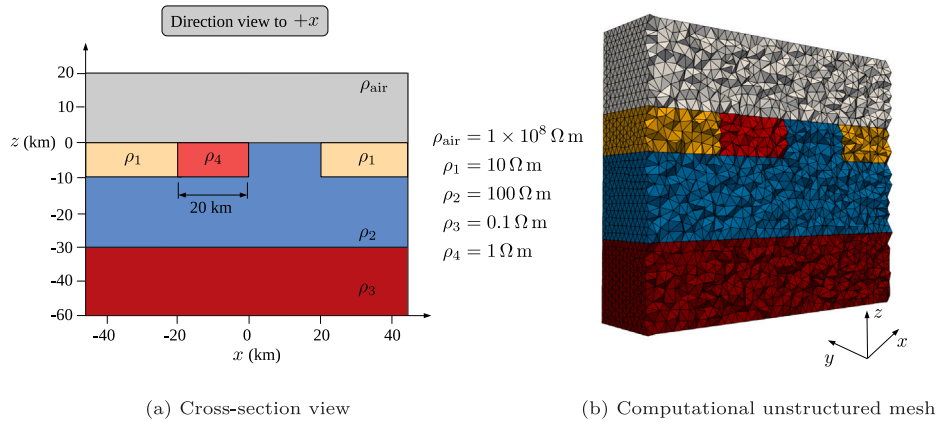 Direction view to +x
20
10
z (km)
0
-10
-20
-30
-40
-50
-60
ρair
ρ1
ρ4
ρ1
20 km
ρ2
ρ3
-40
-20
0
20
40
x (km)
ρair = 1 × 10^8 Ω m
ρ1 = 10 Ω m
ρ2 = 100 Ω m
ρ3 = 0.1 Ω m
ρ4 = 1 Ω m
z
x
y
(a) Cross-section view
(b) Computational unstructured mesh